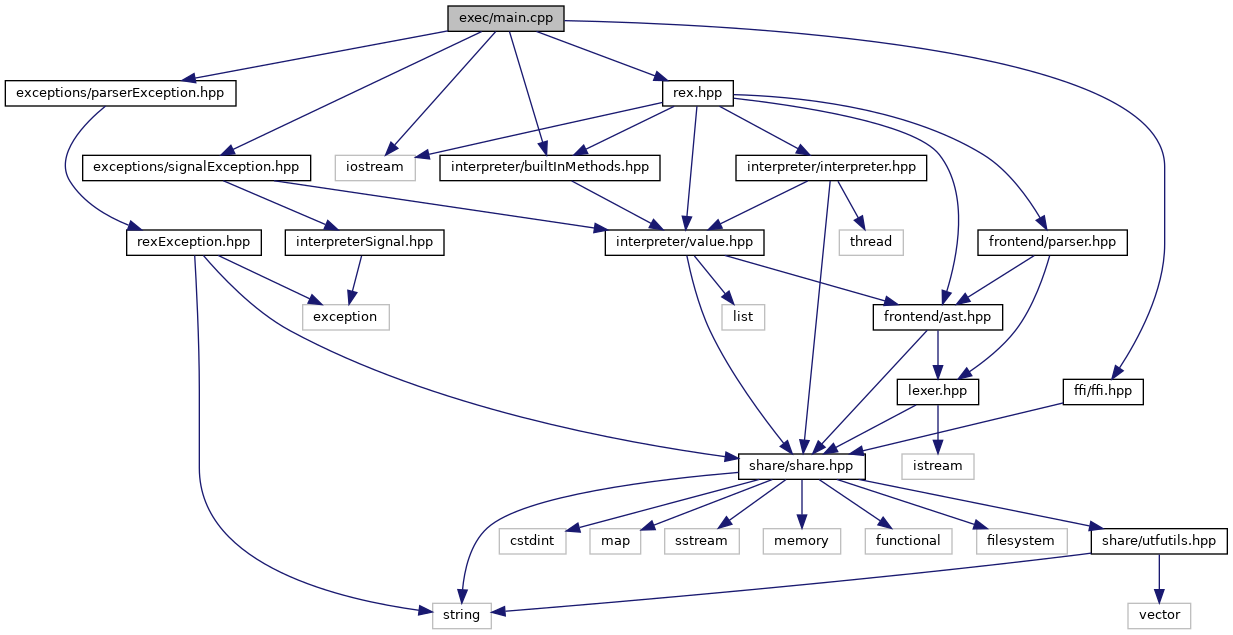 exec/main.cpp
exceptions/parserException.hpp
rex.hpp
exceptions/signalException.hpp
iostream
interpreter/builtInMethods.hpp
interpreter/interpreter.hpp
rexException.hpp
interpreterSignal.hpp
interpreter/value.hpp
thread
frontend/parser.hpp
exception
list
frontend/ast.hpp
lexer.hpp
ffi/ffi.hpp
share/share.hpp
istream
cstdint
map
sstream
memory
functional
filesystem
share/utfutils.hpp
string
vector